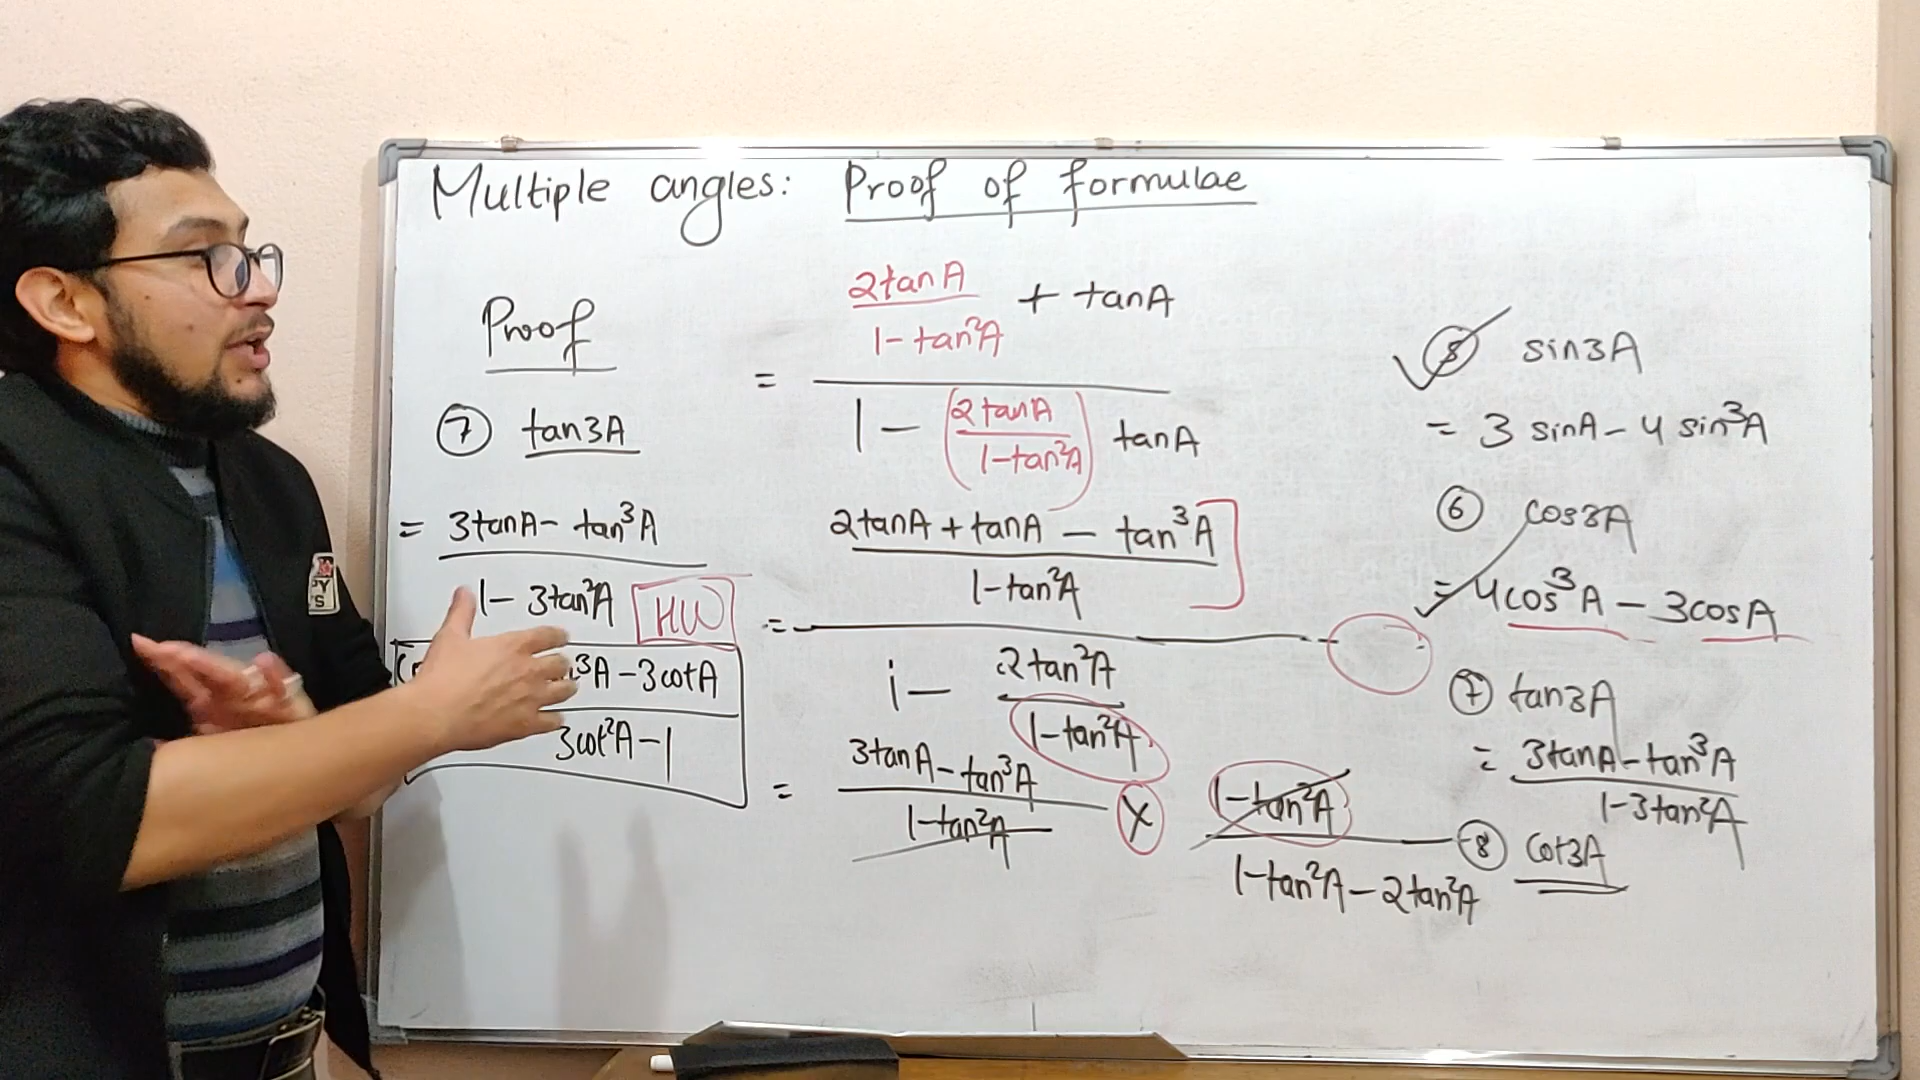 Multiple angles: Proof of formulae
Proof
⑦ tan3A
= 3tanA - tan³A
1 - 3tan²A
HW
³A - 3cotA
3cot²A - 1
2tanA
1 - tan²A
+ tanA
=
1 - (2tanA
1 - tan²A) tanA
2tanA + tanA - tan³A
1 - tan²A
=
1 - 2tan²A
1 - tan²A
= 3tanA - tan³A
1 - tan²A
×
1 - tan²A
1 - tan²A - 2tan²A
sin3A
= 3 sinA - 4 sin³A
⑥ cos3A
= 4cos³A - 3cosA
⑦ tan3A
= 3tanA - tan³A
1 - 3tan²A
⑧ cot3A